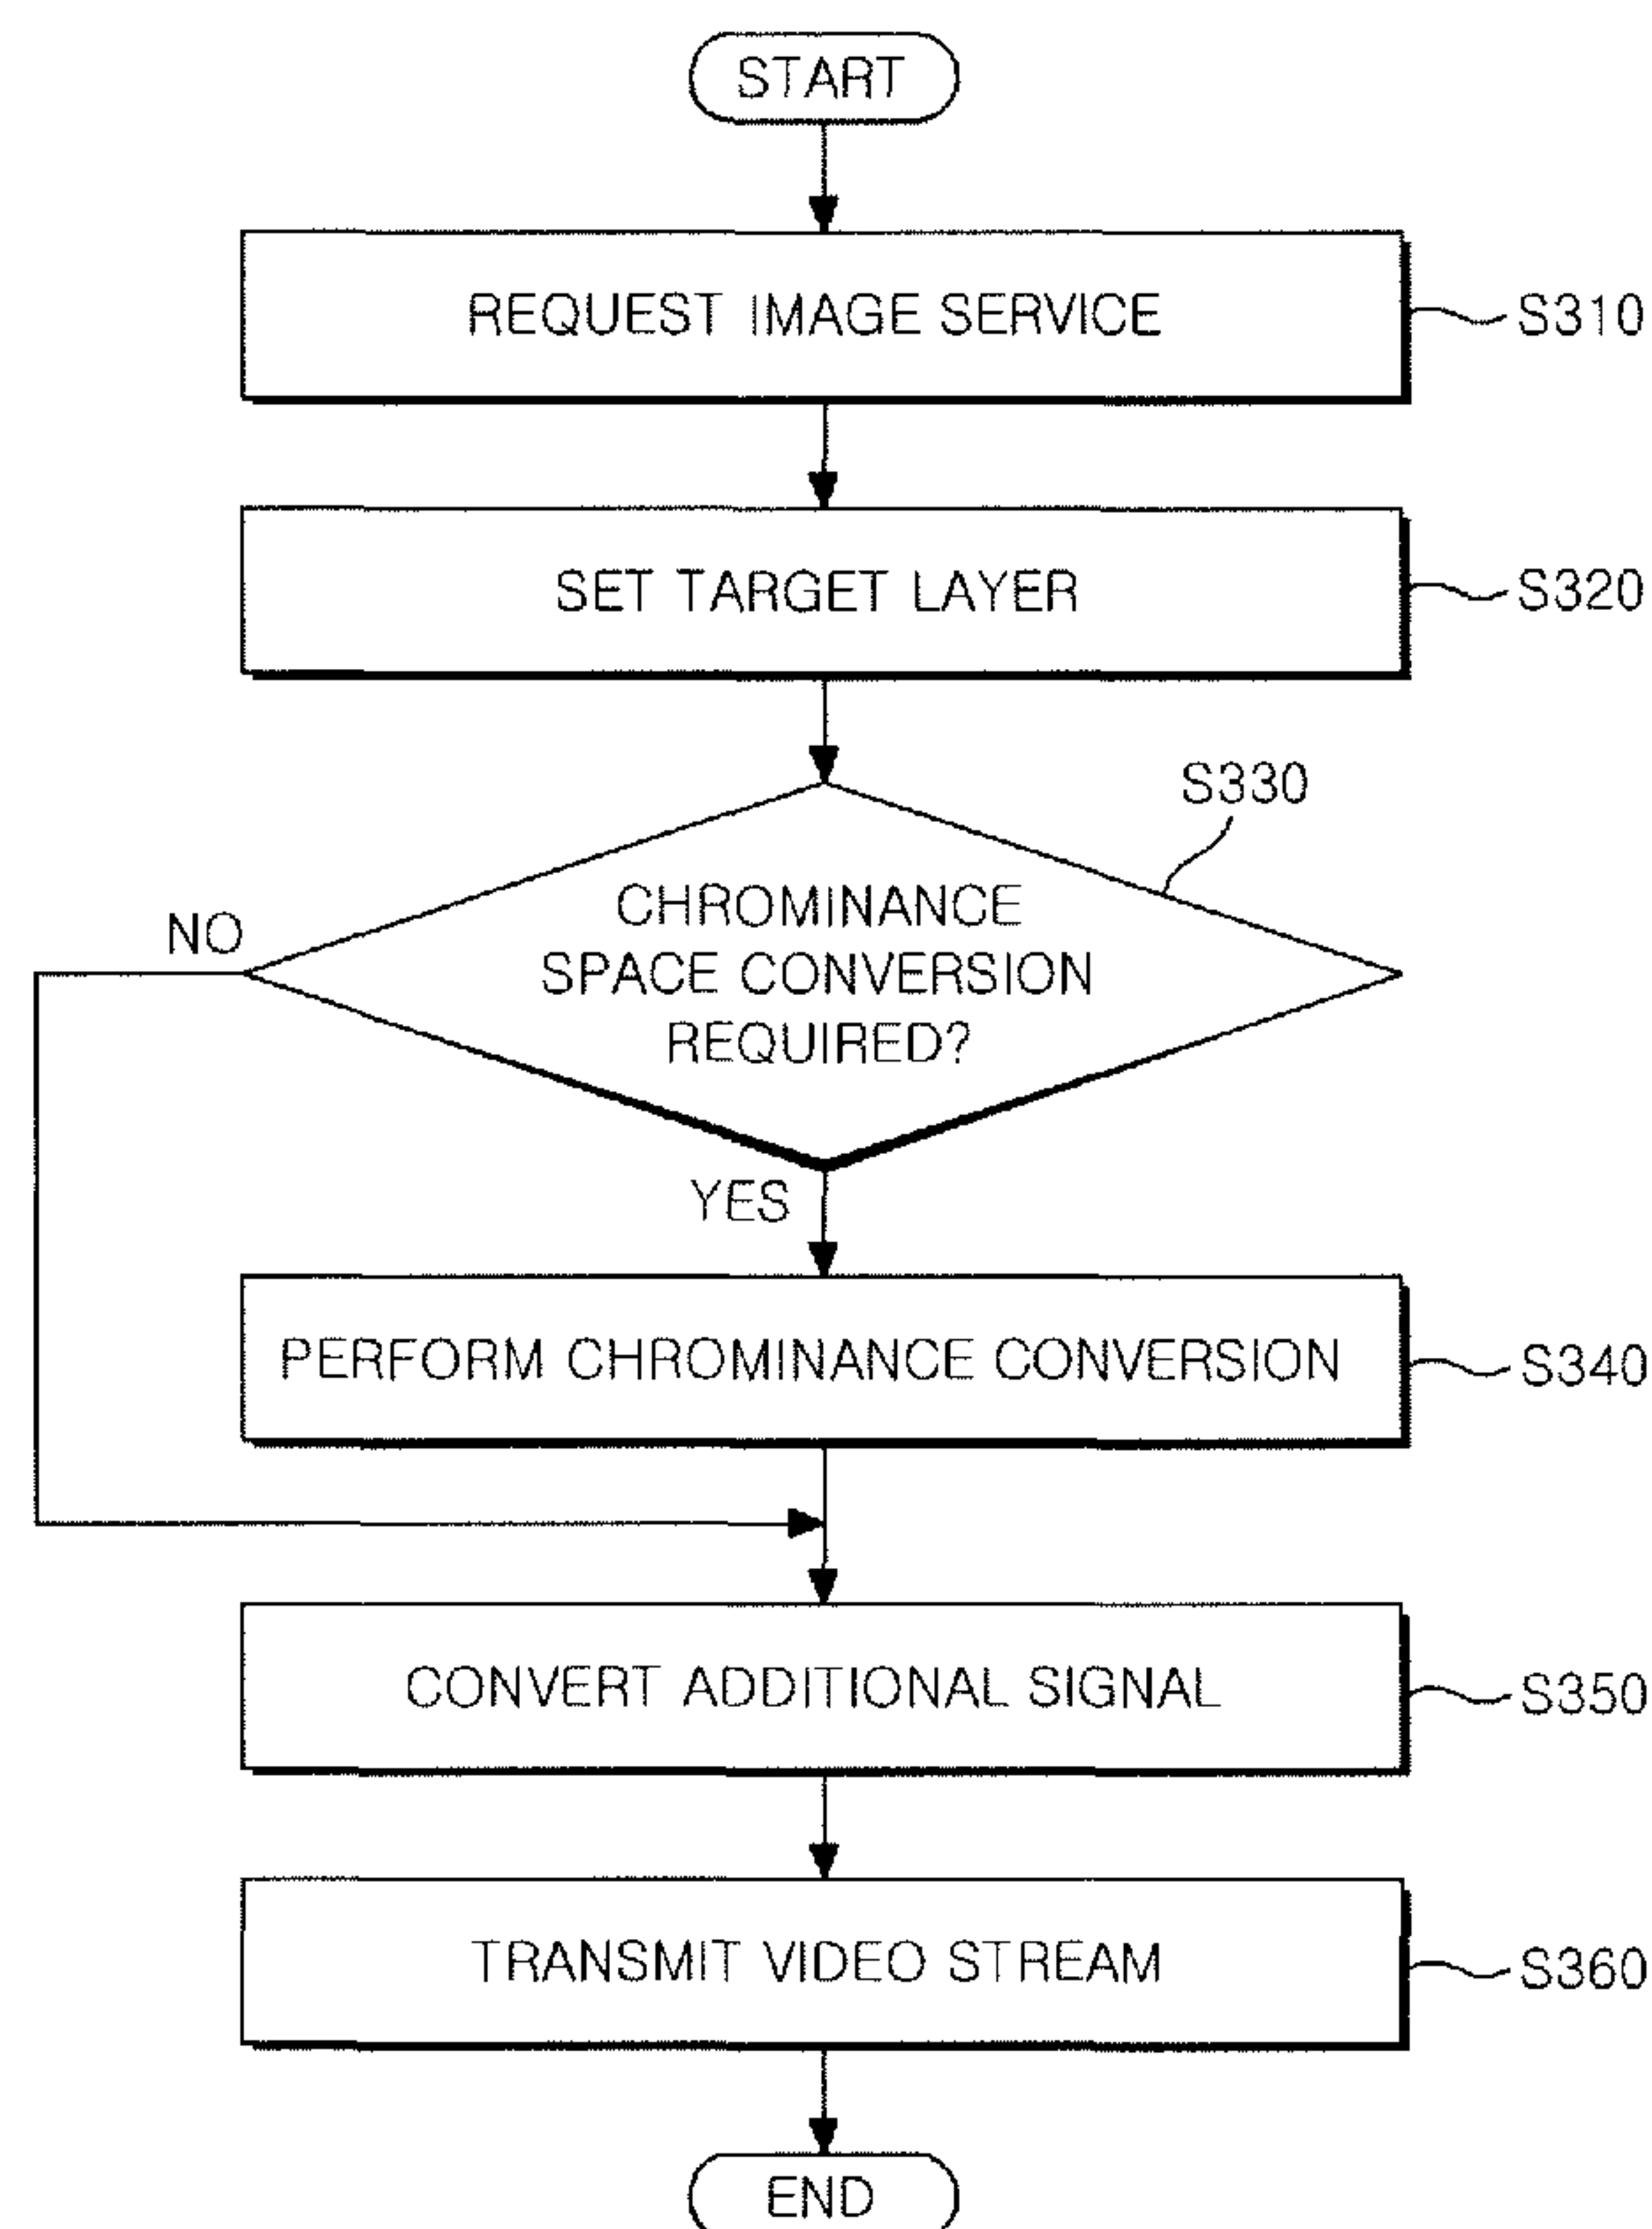 START
REQUEST IMAGE SERVICE
S310
SET TARGET LAYER
S320
S330
CHROMINANCE
SPACE CONVERSION
REQUIRED?
NO
YES
PERFORM CHROMINANCE CONVERSION
S340
CONVERT ADDITIONAL SIGNAL
S350
TRANSMIT VIDEO STREAM
S360
END